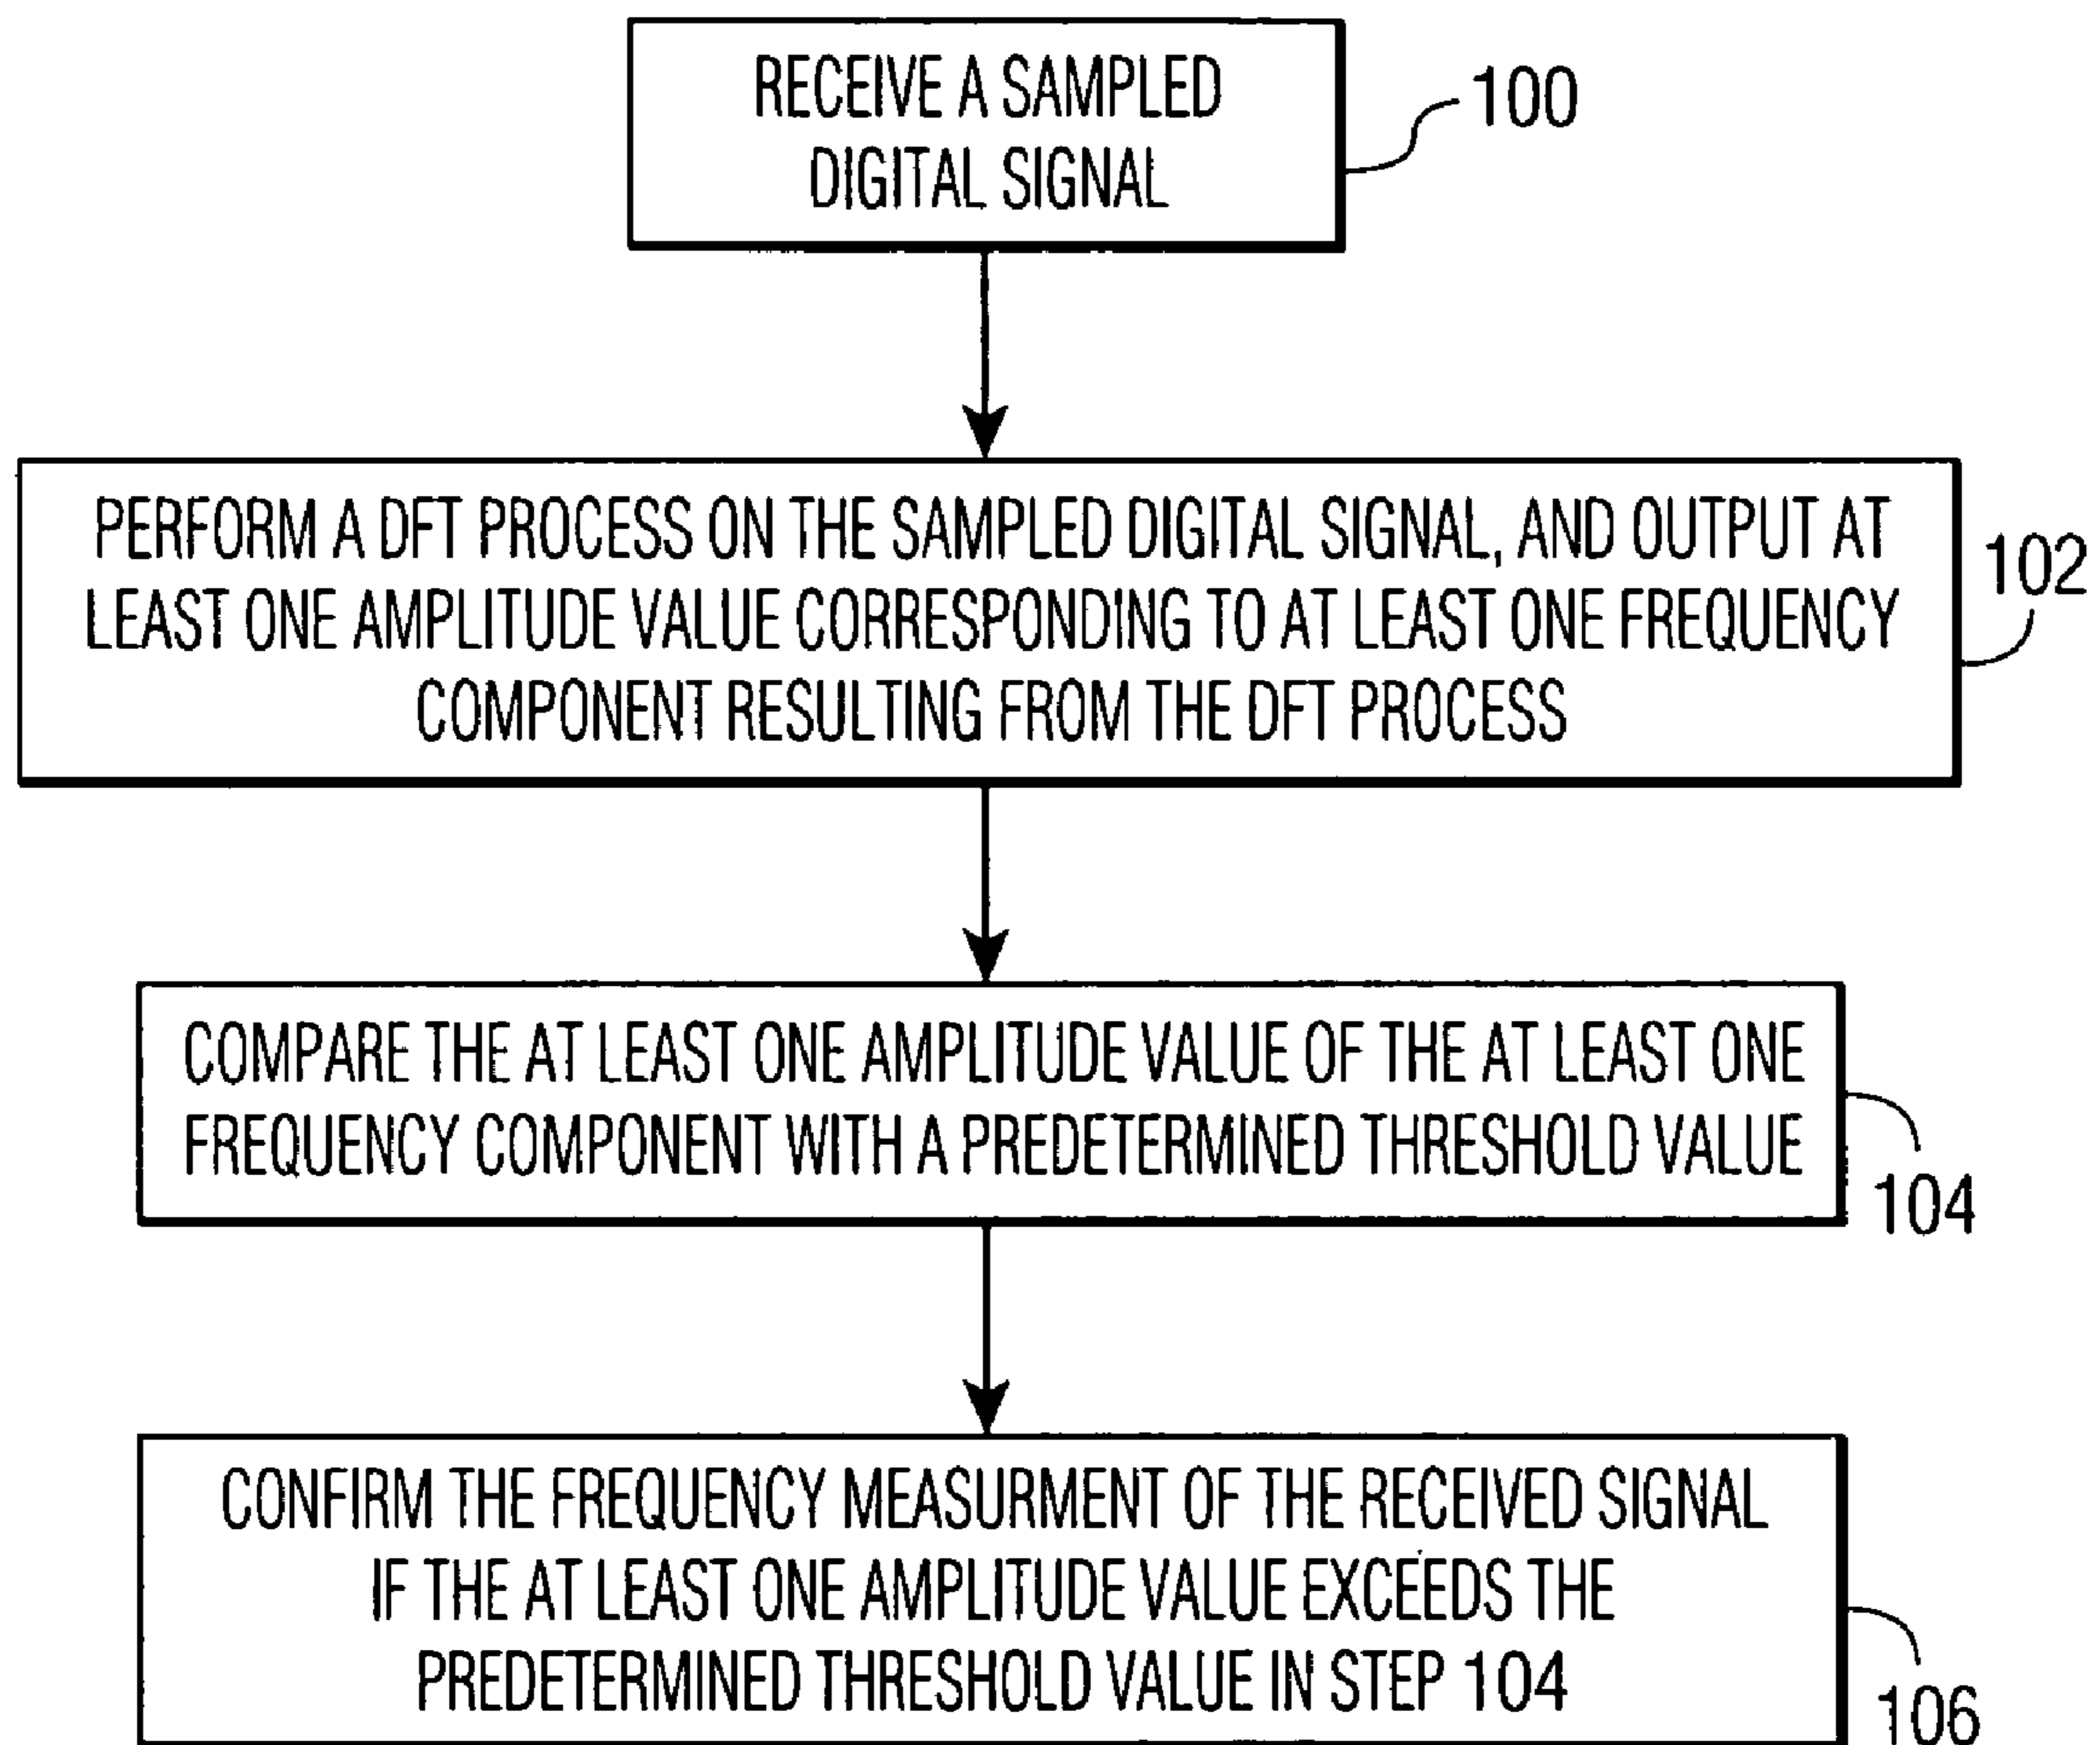 RECEIVE A SAMPLED
DIGITAL SIGNAL
100
PERFORM A DFT PROCESS ON THE SAMPLED DIGITAL SIGNAL, AND OUTPUT AT
LEAST ONE AMPLITUDE VALUE CORRESPONDING TO AT LEAST ONE FREQUENCY
COMPONENT RESULTING FROM THE DFT PROCESS
102
COMPARE THE AT LEAST ONE AMPLITUDE VALUE OF THE AT LEAST ONE
FREQUENCY COMPONENT WITH A PREDETERMINED THRESHOLD VALUE
104
CONFIRM THE FREQUENCY MEASURMENT OF THE RECEIVED SIGNAL
IF THE AT LEAST ONE AMPLITUDE VALUE EXCEEDS THE
PREDETERMINED THRESHOLD VALUE IN STEP 104
106